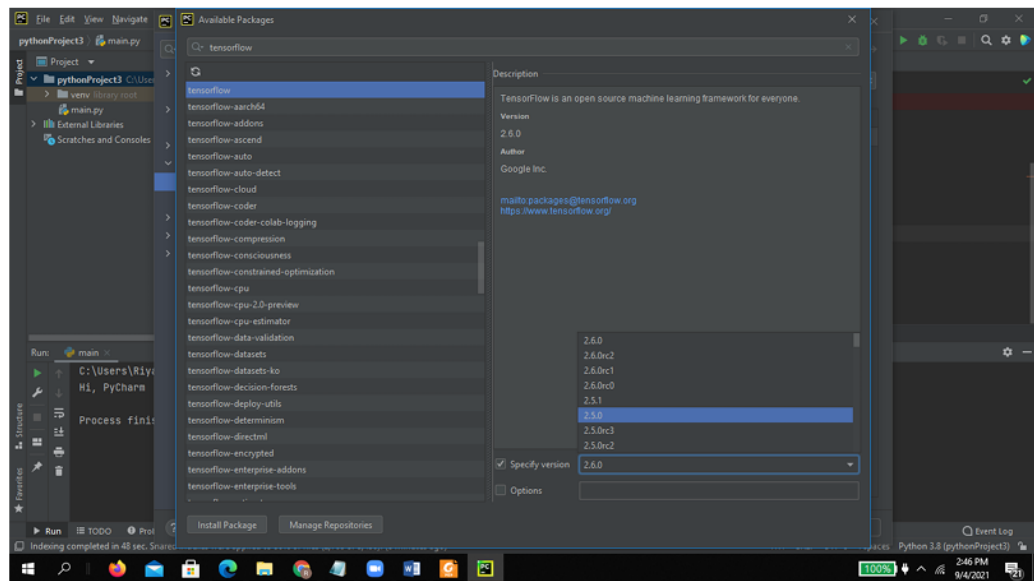 File Edit View Navigate
Available Packages
pythonProject3 main.py
tensorflow
Project
Project
pythonProject3
venv library root
main.py
External Libraries
Scratches and Consoles
tensorflow
tensorflow-aarch64
tensorflow-addons
tensorflow-ascend
tensorflow-auto
tensorflow-auto-detect
tensorflow-cloud
tensorflow-coder
tensorflow-coder-colab-logging
tensorflow-compression
tensorflow-consciousness
tensorflow-constrained-optimization
tensorflow-cpu
tensorflow-cpu-2.0-preview
tensorflow-cpu-estimator
tensorflow-data-validation
tensorflow-datasets
tensorflow-datasets-ko
tensorflow-decision-forests
tensorflow-deploy-utils
tensorflow-determinism
tensorflow-directml
tensorflow-encrypted
tensorflow-enterprise-addons
tensorflow-enterprise-tools
Description
TensorFlow is an open source machine learning framework for everyone.
Version
2.6.0
Author
Google Inc.
mailto:packages@tensorflow.org
https://www.tensorflow.org/
2.6.0
2.6.0rc2
2.6.0rc1
2.6.0rc0
2.5.1
2.5.0
2.5.0rc3
2.5.0rc2
Specify version 2.6.0
Options
Install Package Manage Repositories
Run: main
C:\Users\Riya
Hi, PyCharm
Process finis
Structure
Favorites
Run TODO Prol
Event Log
Indexing completed in 48 sec.
Python 3.8 (pythonProject3)
100%
2:46 PM
9/4/2021
21